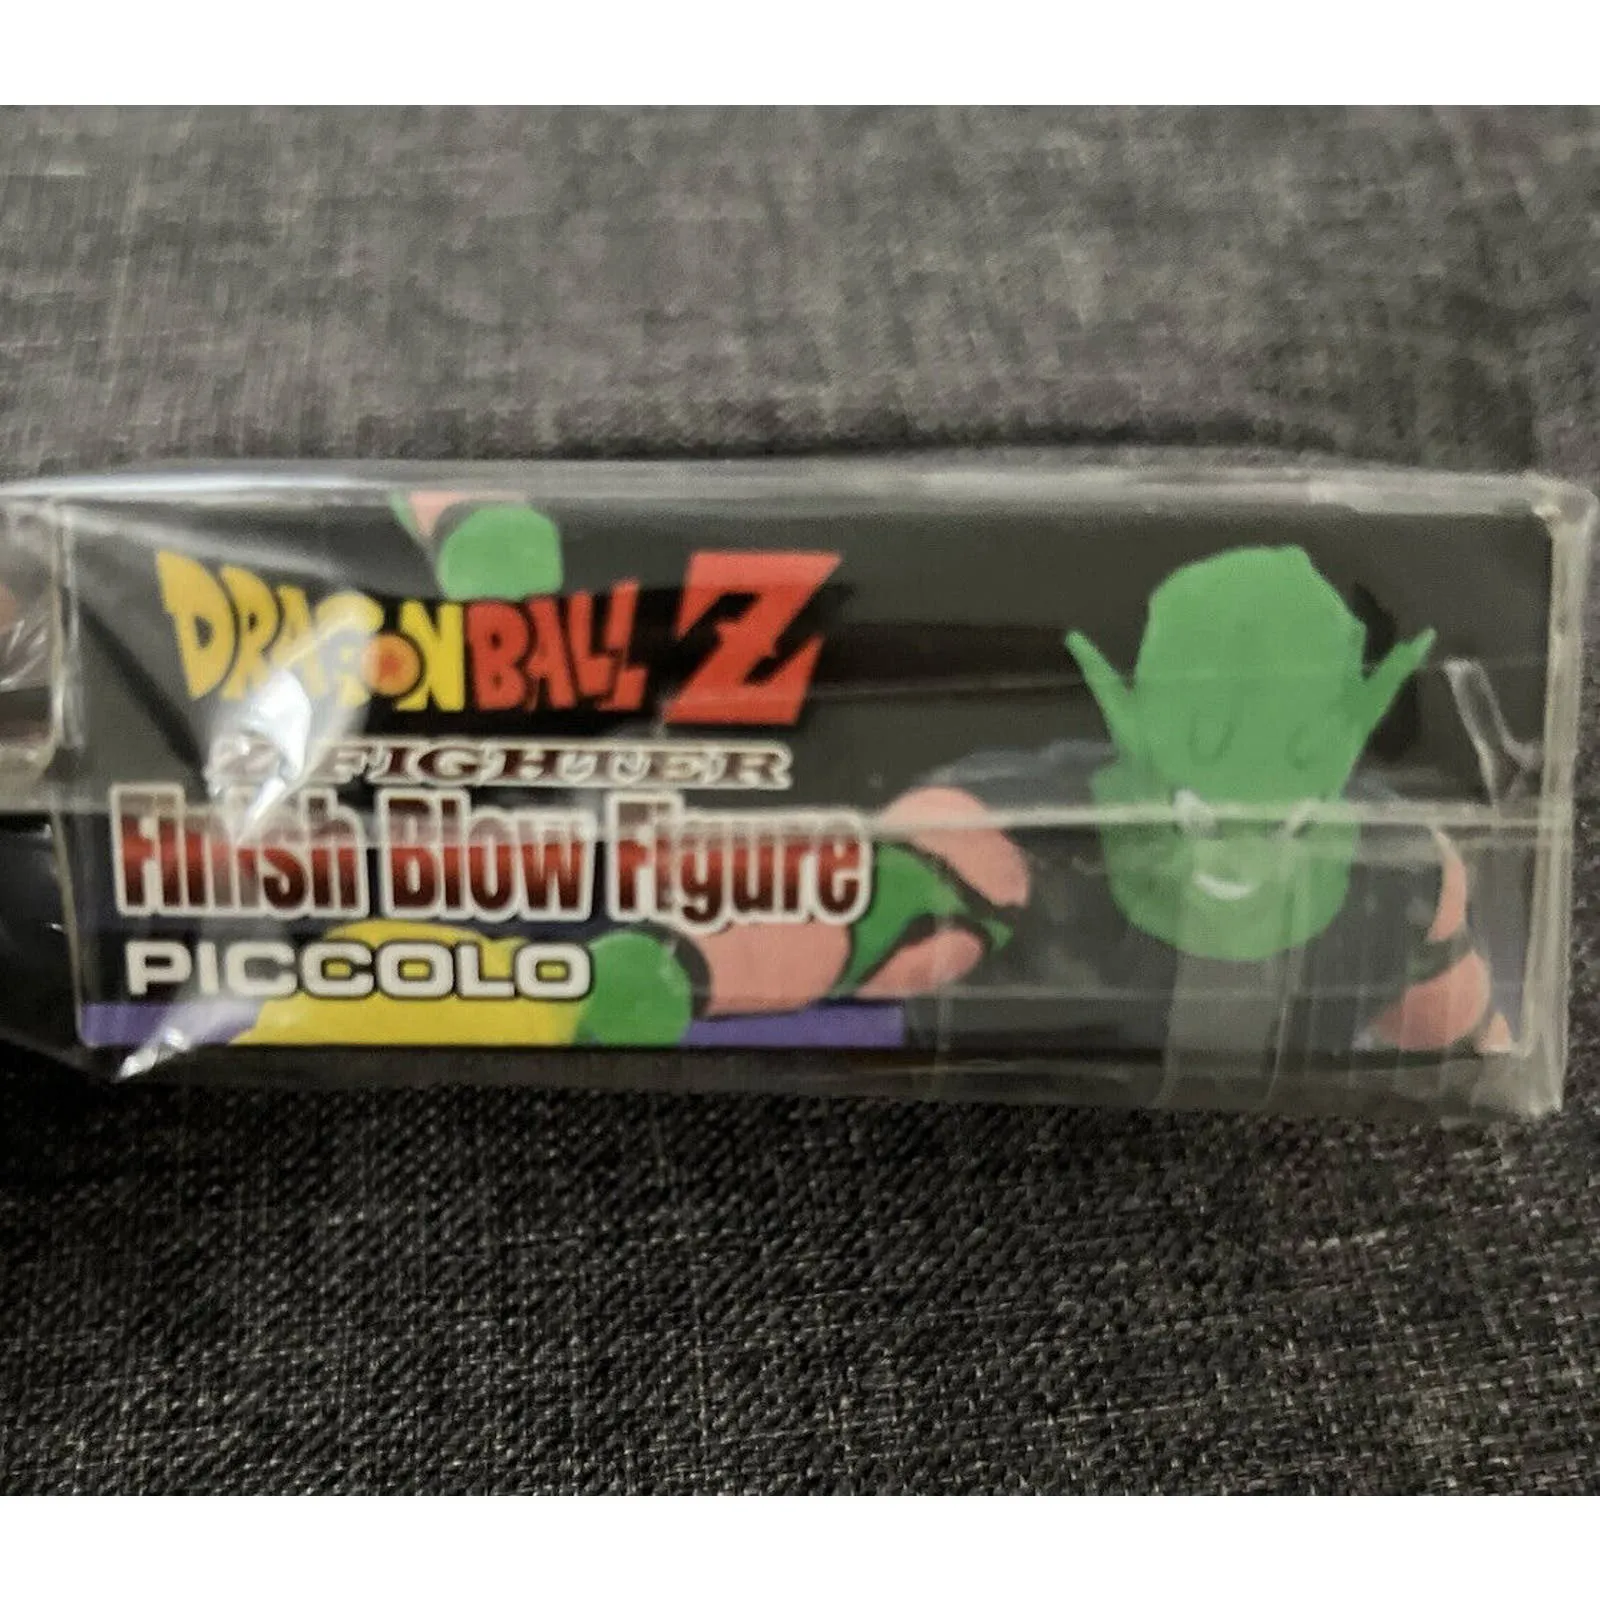 DRAGONBALL Z
Z FIGHTER
Finish Blow Figure
PICCOLO